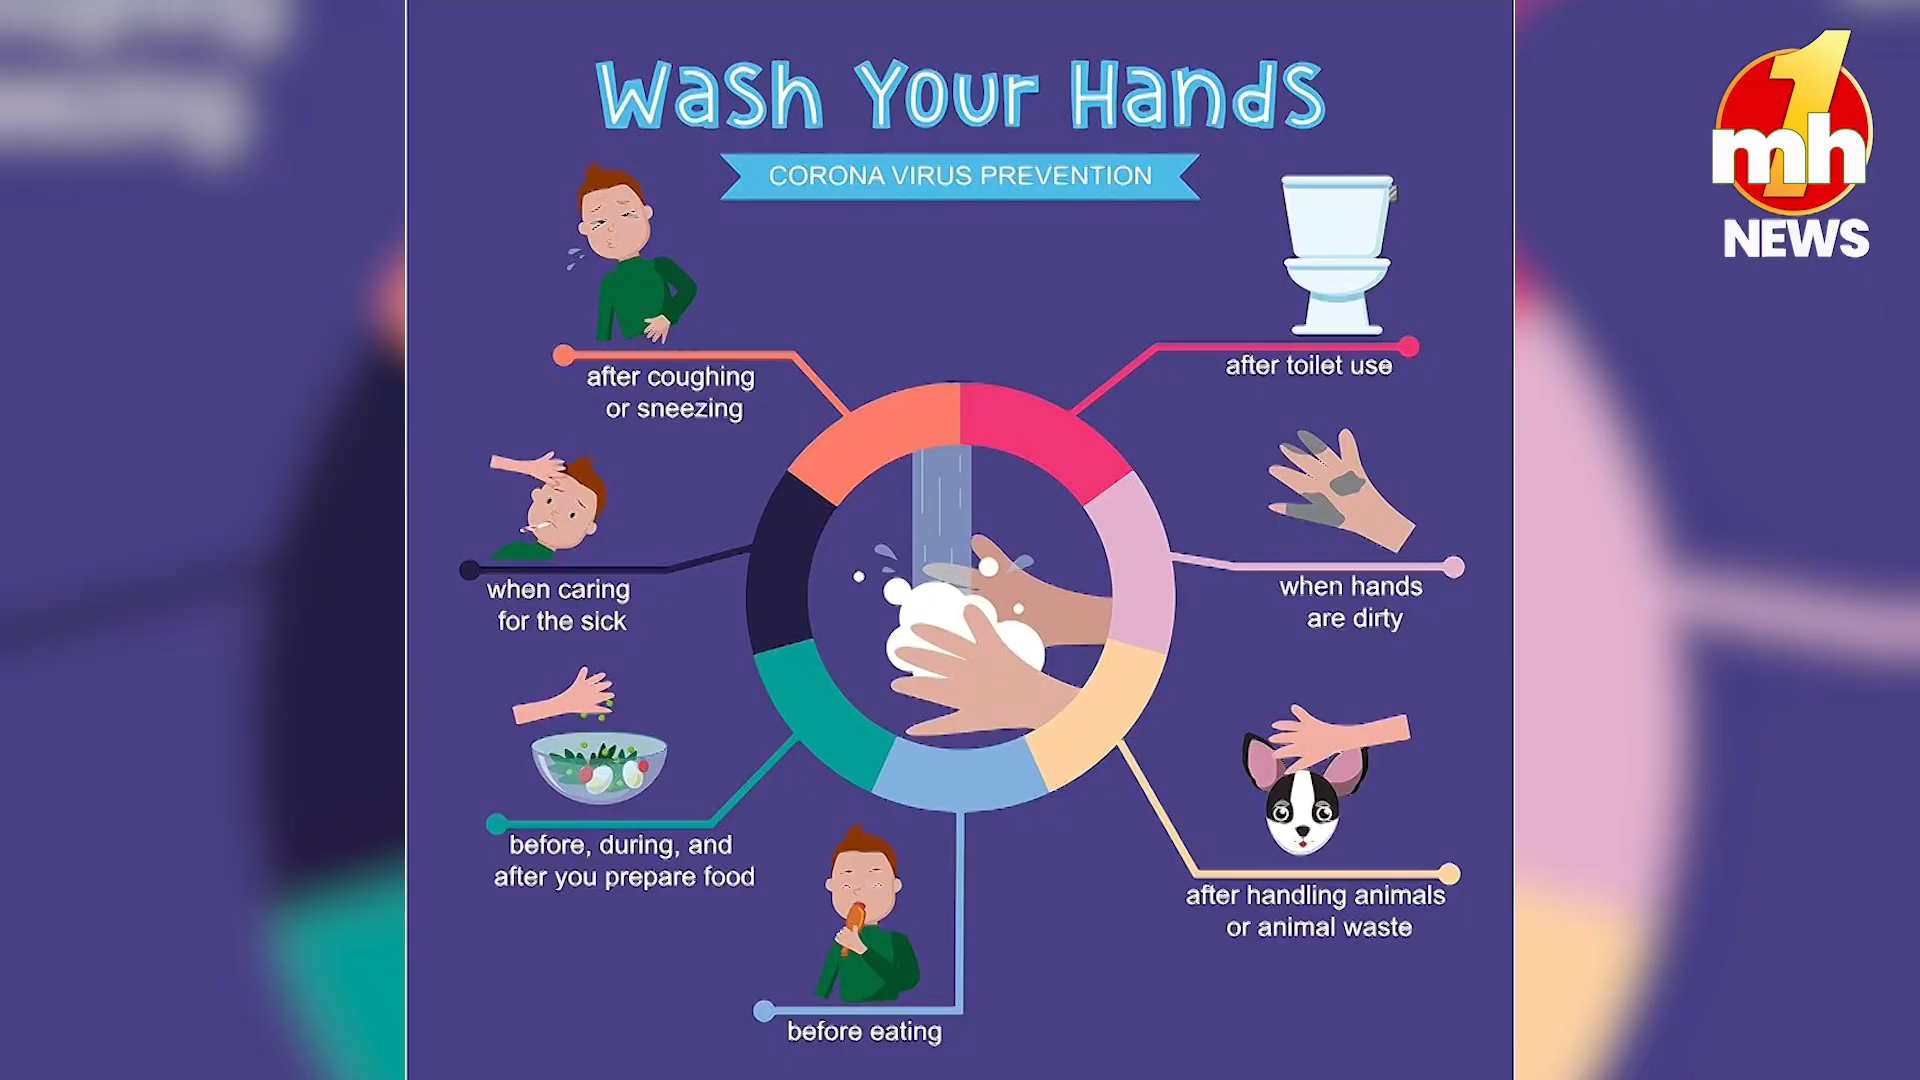 Wash Your Hands
CORONA VIRUS PREVENTION
after coughing
or sneezing
after toilet use
when caring
for the sick
when hands
are dirty
before, during, and
after you prepare food
after handling animals
or animal waste
before eating
mh1
NEWS